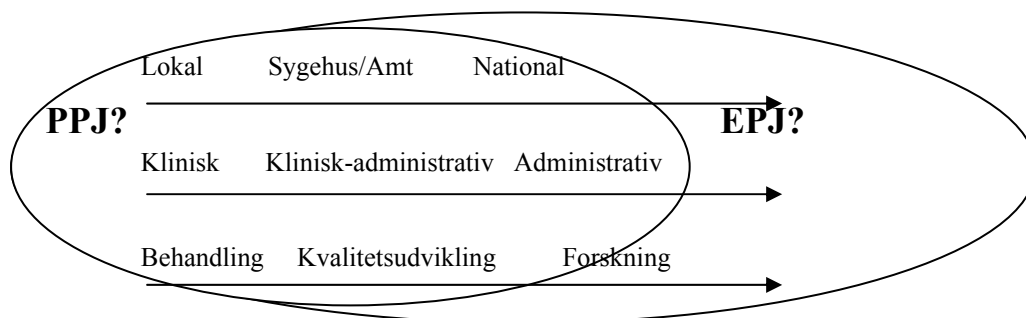 Lokal Sygehus/Amt National
PPJ? EPJ?
Klinisk Klinisk-administrativ Administrativ
Behandling Kvalitetsudvikling Forskning